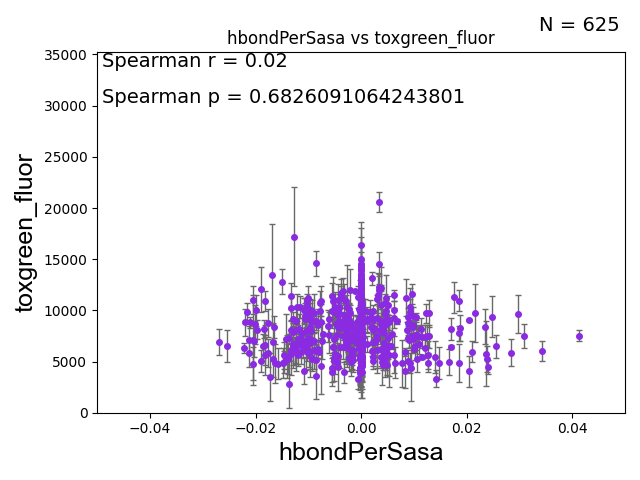 N = 625
hbondPerSasa vs toxgreen_fluor
Spearman r = 0.02
Spearman p = 0.6826091064243801
35000
30000
25000
20000
15000
10000
5000
0
toxgreen_fluor
−0.04 −0.02 0.00 0.02 0.04
hbondPerSasa